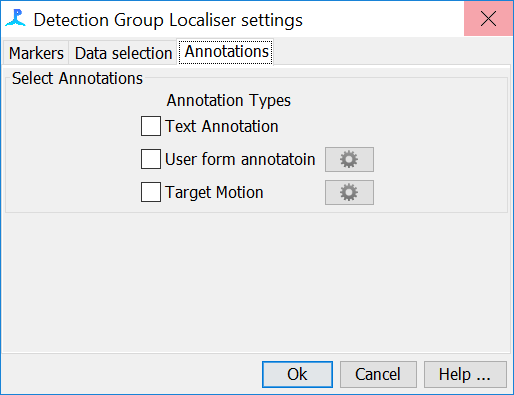 Detection Group Localiser settings
Markers Data selection Annotations
Select Annotations
Annotation Types
Text Annotation
User form annotatoin
Target Motion
Ok Cancel Help ...